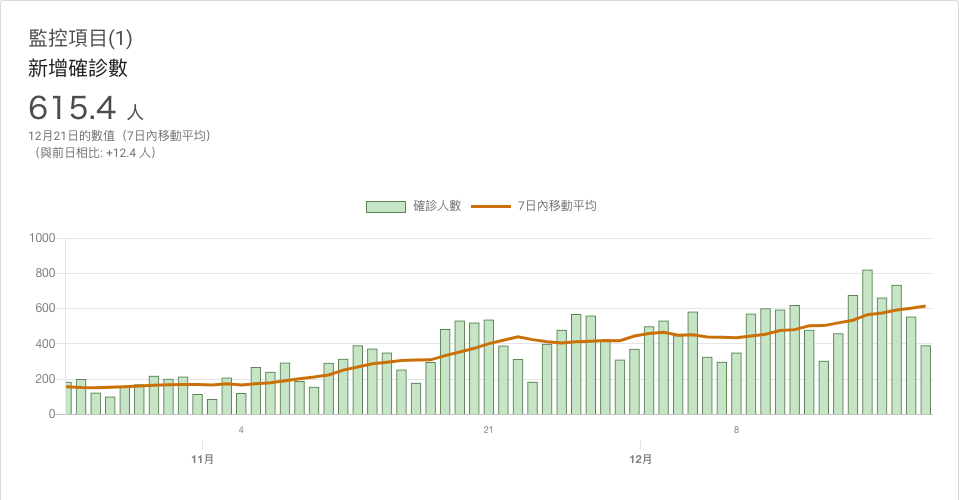 監控項目(1)
新增確診數
615.4 人
12月21日的數值（7日內移動平均）
（與前日相比: +12.4 人）
確診人數 7日內移動平均
1000
800
600
400
200
0
4 21 8
11月 12月